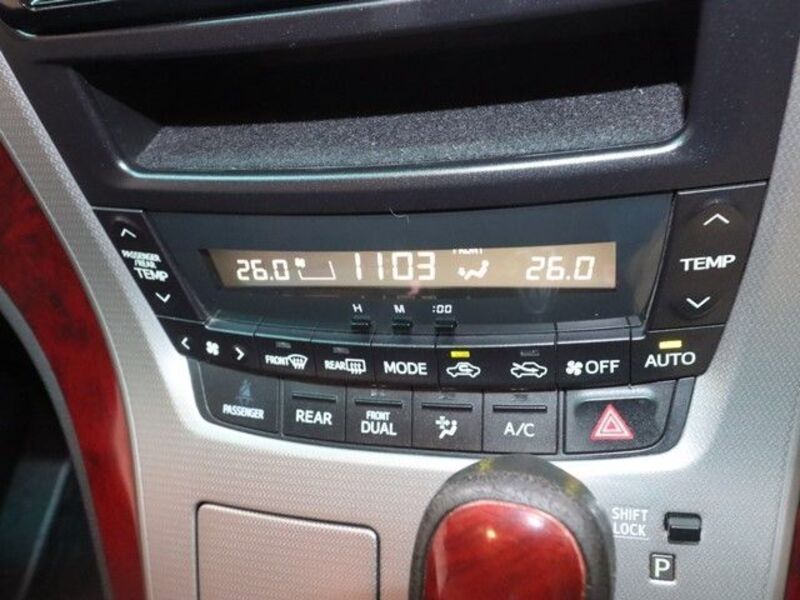 PASSENGER
/REAR
TEMP
26.0 1103 FRONT 26.0
TEMP
H M :00
FRONT REAR MODE OFF AUTO
PASSENGER REAR FRONT DUAL A/C
SHIFT
LOCK
P